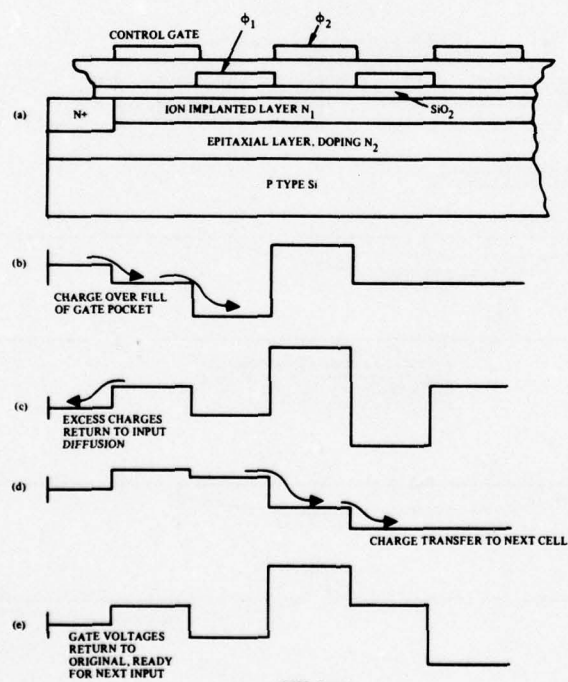 ϕ1
ϕ2
CONTROL GATE
(a)
N+
ION IMPLANTED LAYER N1
SiO2
EPITAXIAL LAYER, DOPING N2
P TYPE Si
(b)
CHARGE OVER FILL
OF GATE POCKET
(c)
EXCESS CHARGES
RETURN TO INPUT
DIFFUSION
(d)
CHARGE TRANSFER TO NEXT CELL
(e)
GATE VOLTAGES
RETURN TO
ORIGINAL, READY
FOR NEXT INPUT